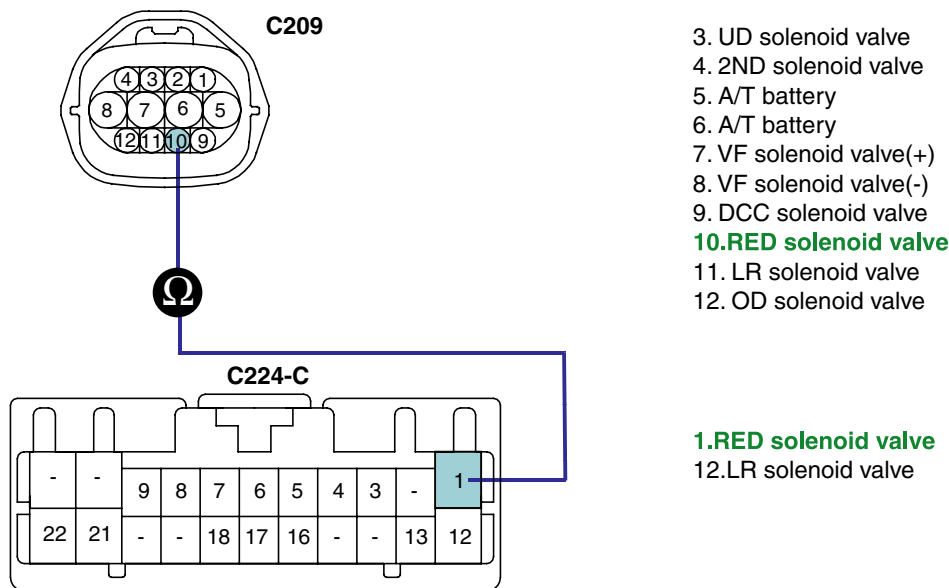 C209
4 3 2 1
8 7 6 5
12 11 10 9
3. UD solenoid valve
4. 2ND solenoid valve
5. A/T battery
6. A/T battery
7. VF solenoid valve(+)
8. VF solenoid valve(-)
9. DCC solenoid valve
10.RED solenoid valve
11. LR solenoid valve
12. OD solenoid valve
Ω
C224-C
- - 9 8 7 6 5 4 3 - 1
22 21 - - 18 17 16 - - 13 12
1.RED solenoid valve
12.LR solenoid valve